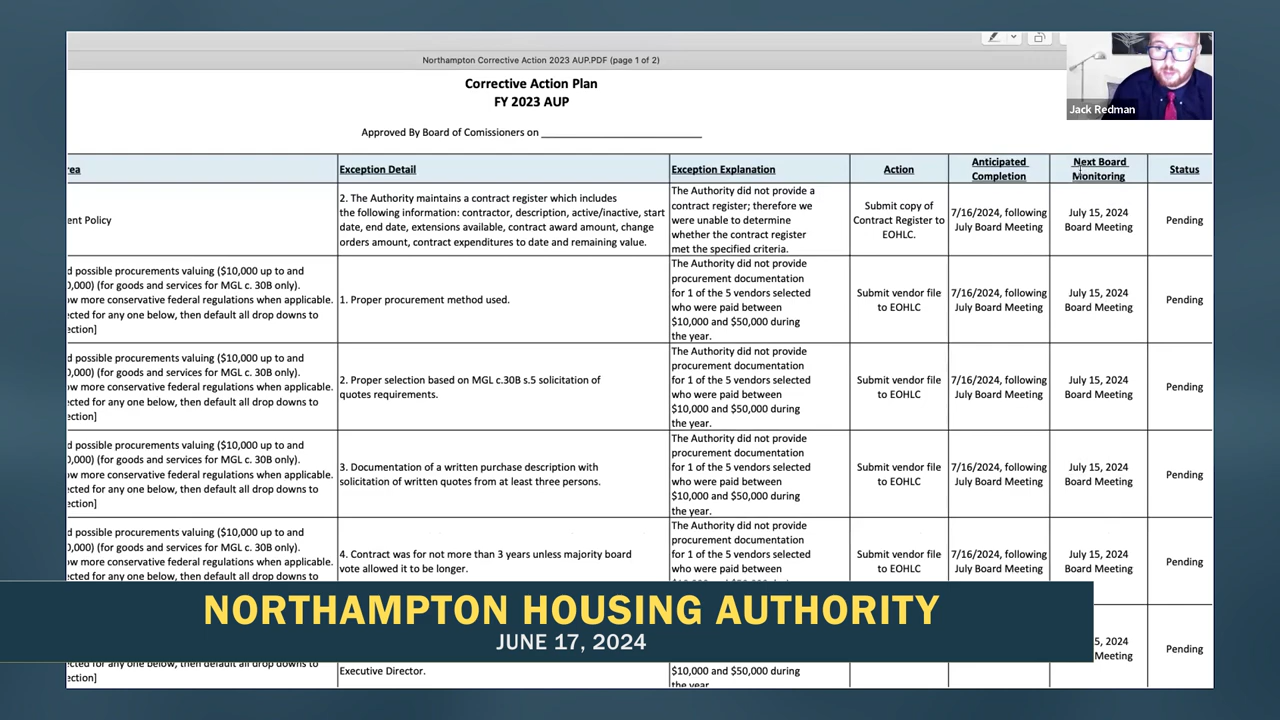 Northampton Corrective Action 2023 AUP.PDF (page 1 of 2)
Corrective Action Plan
FY 2023 AUP
Approved By Board of Comissioners on
Jack Redman
ea
Exception Detail
Exception Explanation
Action
Anticipated
Completion
Next Board
Monitoring
Status
ent Policy
2. The Authority maintains a contract register which includes
the following information: contractor, description, active/inactive, start
date, end date, extensions available, contract award amount, change
orders amount, contract expenditures to date and remaining value.
The Authority did not provide a
contract register; therefore we
were unable to determine
whether the contract register
met the specified criteria.
Submit copy of
Contract Register to
EOHLC.
7/16/2024, following
July Board Meeting
July 15, 2024
Board Meeting
Pending
d possible procurements valuing ($10,000 up to and
0,000) (for goods and services for MGL c. 30B only).
ow more conservative federal regulations when applicable.
ected for any one below, then default all drop downs to
ection]
1. Proper procurement method used.
The Authority did not provide
procurement documentation
for 1 of the 5 vendors selected
who were paid between
$10,000 and $50,000 during
the year.
Submit vendor file
to EOHLC
7/16/2024, following
July Board Meeting
July 15, 2024
Board Meeting
Pending
d possible procurements valuing ($10,000 up to and
0,000) (for goods and services for MGL c. 30B only).
ow more conservative federal regulations when applicable.
ected for any one below, then default all drop downs to
ection]
2. Proper selection based on MGL c.30B s.5 solicitation of
quotes requirements.
The Authority did not provide
procurement documentation
for 1 of the 5 vendors selected
who were paid between
$10,000 and $50,000 during
the year.
Submit vendor file
to EOHLC
7/16/2024, following
July Board Meeting
July 15, 2024
Board Meeting
Pending
d possible procurements valuing ($10,000 up to and
0,000) (for goods and services for MGL c. 30B only).
ow more conservative federal regulations when applicable.
ected for any one below, then default all drop downs to
ection]
3. Documentation of a written purchase description with
solicitation of written quotes from at least three persons.
The Authority did not provide
procurement documentation
for 1 of the 5 vendors selected
who were paid between
$10,000 and $50,000 during
the year.
Submit vendor file
to EOHLC
7/16/2024, following
July Board Meeting
July 15, 2024
Board Meeting
Pending
d possible procurements valuing ($10,000 up to and
0,000) (for goods and services for MGL c. 30B only).
ow more conservative federal regulations when applicable.
ected for any one below, then default all drop downs to
4. Contract was for not more than 3 years unless majority board
vote allowed it to be longer.
The Authority did not provide
procurement documentation
for 1 of the 5 vendors selected
who were paid between
Submit vendor file
to EOHLC
7/16/2024, following
July Board Meeting
July 15, 2024
Board Meeting
Pending
NORTHAMPTON HOUSING AUTHORITY
JUNE 17, 2024
ected for any one below, then default all drop downs to
ection]
Executive Director.
$10,000 and $50,000 during
the year.
5, 2024
Meeting
Pending